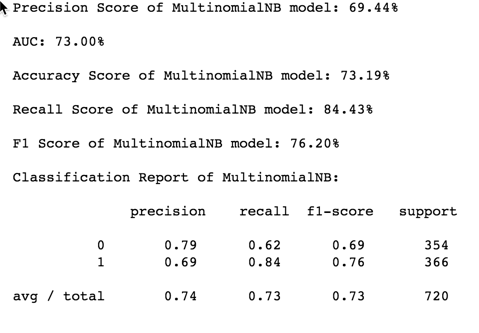 Precision Score of MultinomialNB model: 69.44%
AUC: 73.00%
Accuracy Score of MultinomialNB model: 73.19%
Recall Score of MultinomialNB model: 84.43%
F1 Score of MultinomialNB model: 76.20%
Classification Report of MultinomialNB:
precision recall f1-score support
0 0.79 0.62 0.69 354
1 0.69 0.84 0.76 366
avg / total 0.74 0.73 0.73 720